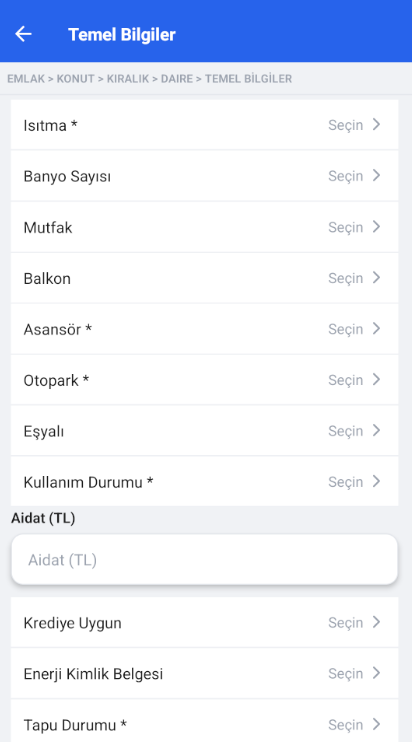 Temel Bilgiler
EMLAK > KONUT > KIRALIK > DAIRE > TEMEL BİLGİLER
Isıtma * Seçin
Banyo Sayısı Seçin
Mutfak Seçin
Balkon Seçin
Asansör * Seçin
Otopark * Seçin
Eşyalı Seçin
Kullanım Durumu * Seçin
Aidat (TL)
Aidat (TL)
Krediye Uygun Seçin
Enerji Kimlik Belgesi Seçin
Tapu Durumu * Seçin